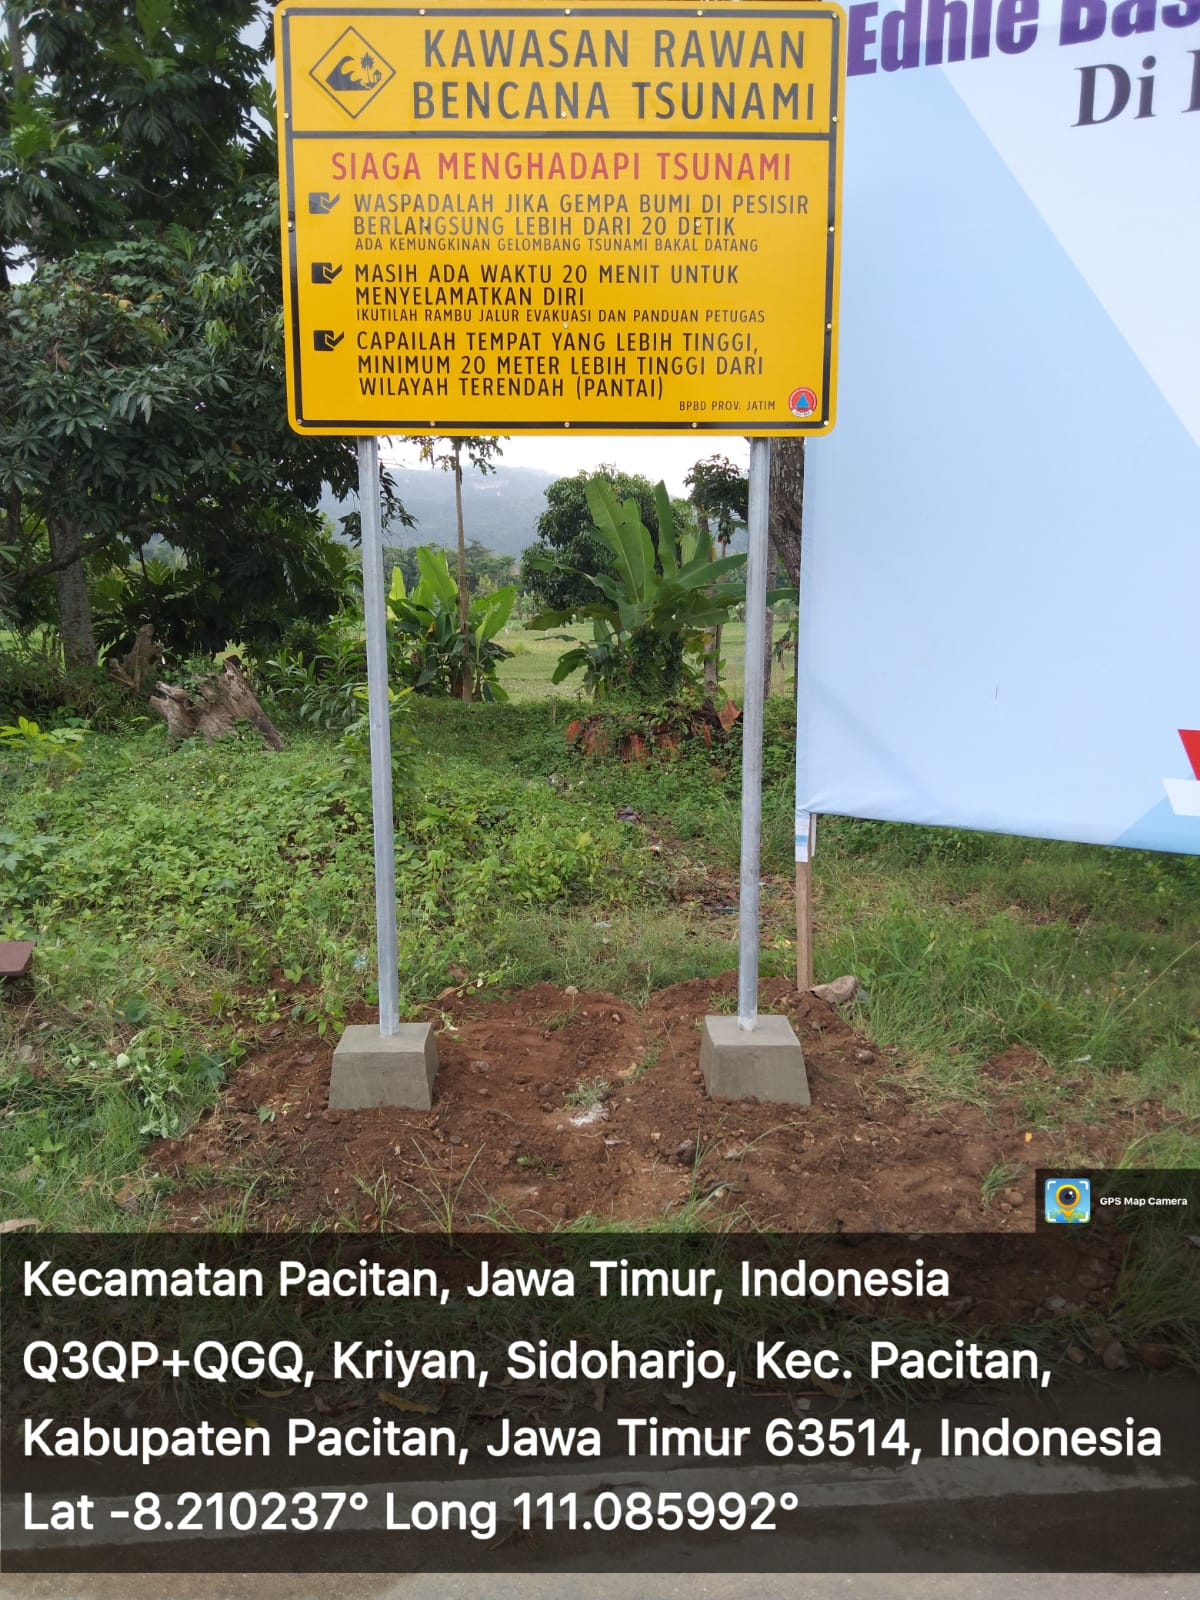 KAWASAN RAWAN
BENCANA TSUNAMI
SIAGA MENGHADAPI TSUNAMI
WASPADALAH JIKA GEMPA BUMI DI PESISIR
BERLANGSUNG LEBIH DARI 20 DETIK
ADA KEMUNGKINAN GELOMBANG TSUNAMI BAKAL DATANG
MASIH ADA WAKTU 20 MENIT UNTUK
MENYELAMATKAN DIRI
IKUTILAH RAMBU JALUR EVAKUASI DAN PANDUAN PETUGAS
CAPAILAH TEMPAT YANG LEBIH TINGGI,
MINIMUM 20 METER LEBIH TINGGI DARI
WILAYAH TERENDAH (PANTAI)
BPBD PROV. JATIM
Edhie Bas
Di
GPS Map Camera
Kecamatan Pacitan, Jawa Timur, Indonesia
Q3QP+QGQ, Kriyan, Sidoharjo, Kec. Pacitan,
Kabupaten Pacitan, Jawa Timur 63514, Indonesia
Lat -8.210237° Long 111.085992°